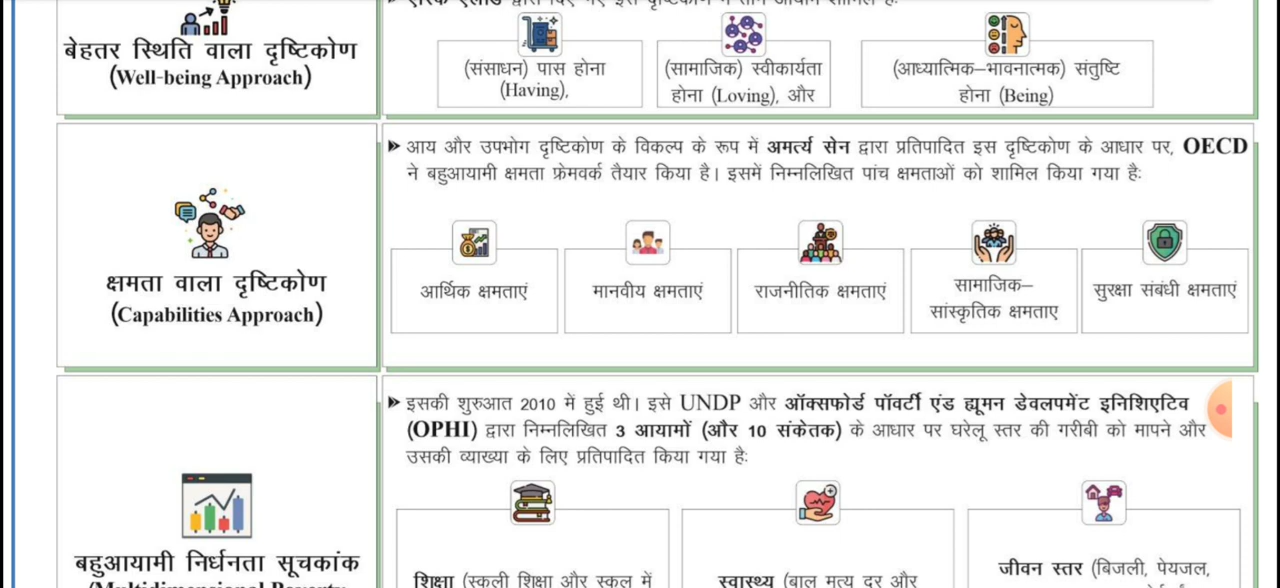 बेहतर स्थिति वाला दृष्टिकोण
(Well-being Approach)
(संसाधन) पास होना
(Having),
(सामाजिक) स्वीकार्यता
होना (Loving), और
(आध्यात्मिक–भावनात्मक) संतुष्टि
होना (Being)
क्षमता वाला दृष्टिकोण
(Capabilities Approach)
आय और उपभोग दृष्टिकोण के विकल्प के रूप में अमर्त्य सेन द्वारा प्रतिपादित इस दृष्टिकोण के आधार पर, OECD
ने बहुआयामी क्षमता फ्रेमवर्क तैयार किया है। इसमें निम्नलिखित पांच क्षमताओं को शामिल किया गया है:
आर्थिक क्षमताएं
मानवीय क्षमताएं
राजनीतिक क्षमताएं
सामाजिक–
सांस्कृतिक क्षमताए
सुरक्षा संबंधी क्षमताएं
बहुआयामी निर्धनता सूचकांक
इसकी शुरुआत 2010 में हुई थी। इसे UNDP और ऑक्सफोर्ड पॉवर्टी एंड ह्यूमन डेवलपमेंट इनिशिएटिव
(OPHI) द्वारा निम्नलिखित 3 आयामों (और 10 संकेतक) के आधार पर घरेलू स्तर की गरीबी को मापने और
उसकी व्याख्या के लिए प्रतिपादित किया गया है:
शिक्षा (स्कूली शिक्षा और स्कूल में
स्वास्थ्य (बाल मृत्यु दर और
जीवन स्तर (बिजली, पेयजल,